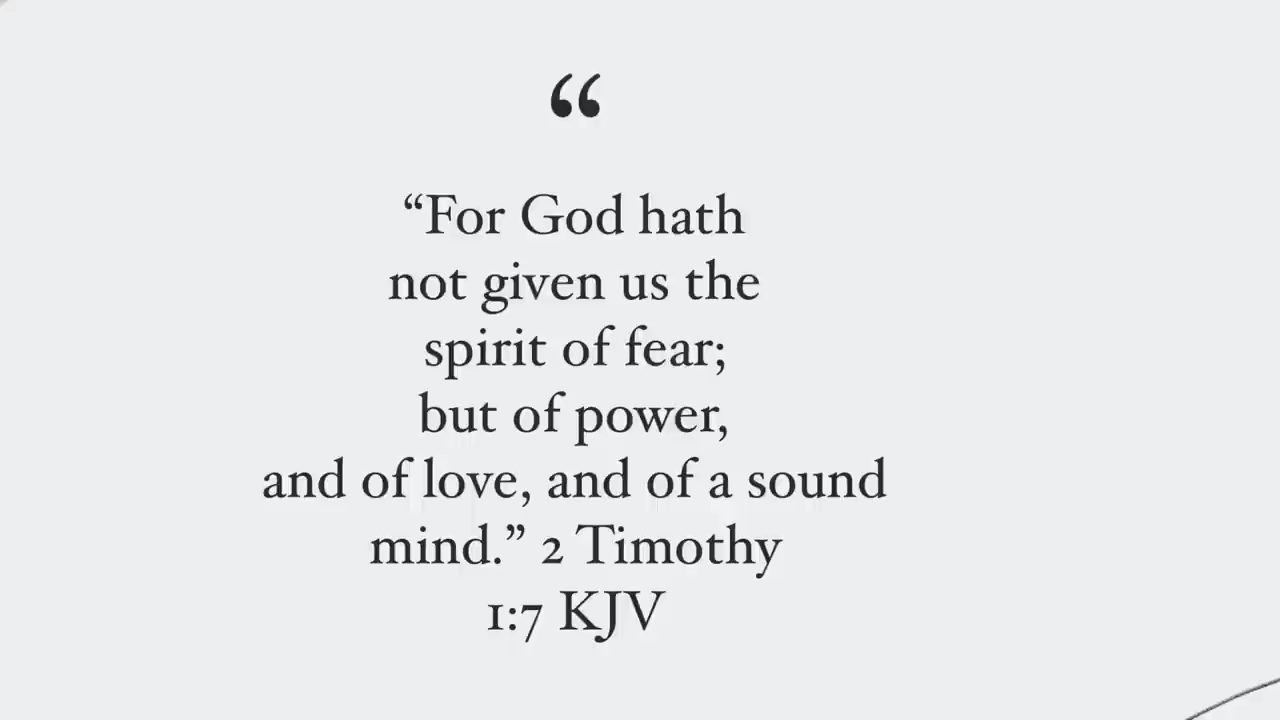 “
“For God hath
not given us the
spirit of fear;
but of power,
and of love, and of a sound
mind.” 2 Timothy
1:7 KJV